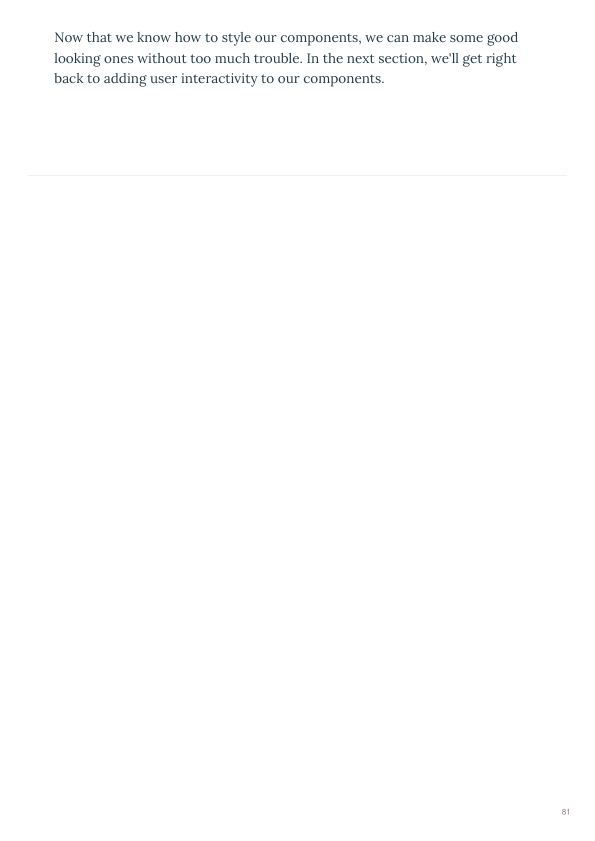 Now that we know how to style our components, we can make some good
looking ones without too much trouble. In the next section, we'll get right
back to adding user interactivity to our components.
81